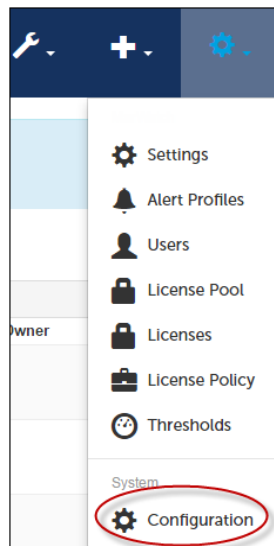 Settings
Alert Profiles
Users
License Pool
Owner
Licenses
License Policy
Thresholds
System
Configuration